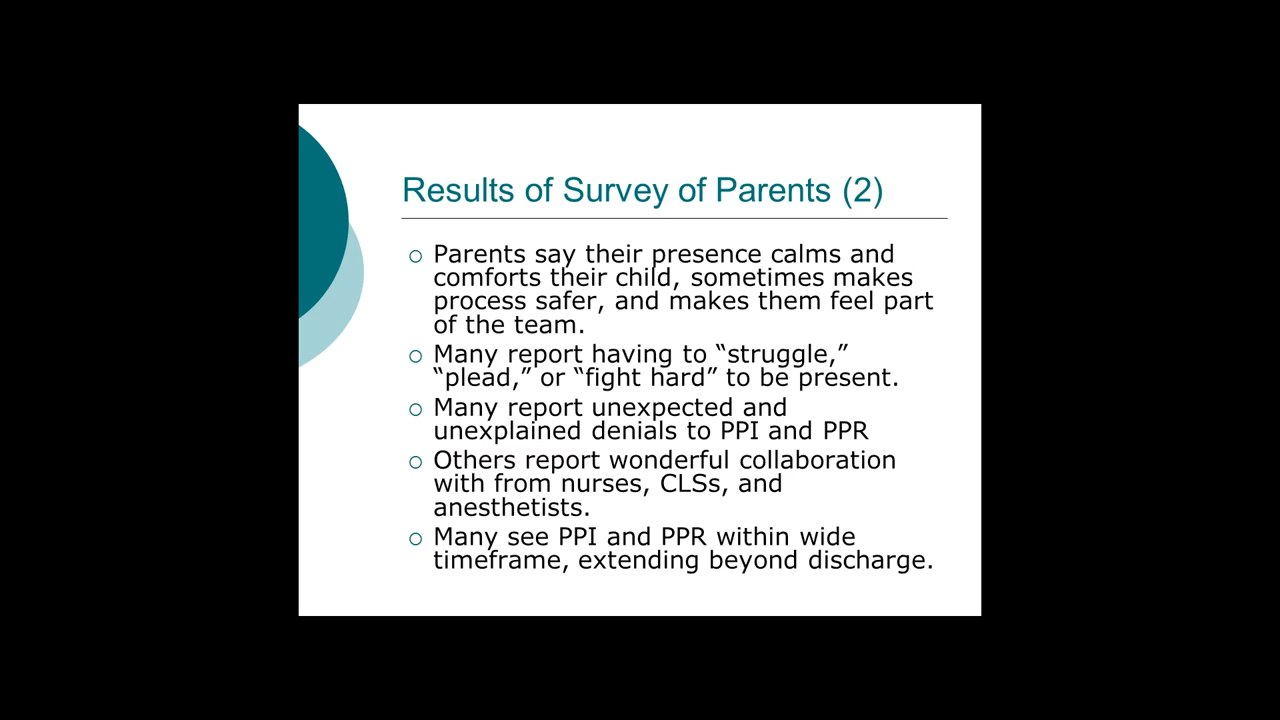 Results of Survey of Parents (2)
Parents say their presence calms and
comforts their child, sometimes makes
process safer, and makes them feel part
of the team.
Many report having to “struggle,”
“plead,” or “fight hard” to be present.
Many report unexpected and
unexplained denials to PPI and PPR
Others report wonderful collaboration
with from nurses, CLSs, and
anesthetists.
Many see PPI and PPR within wide
timeframe, extending beyond discharge.